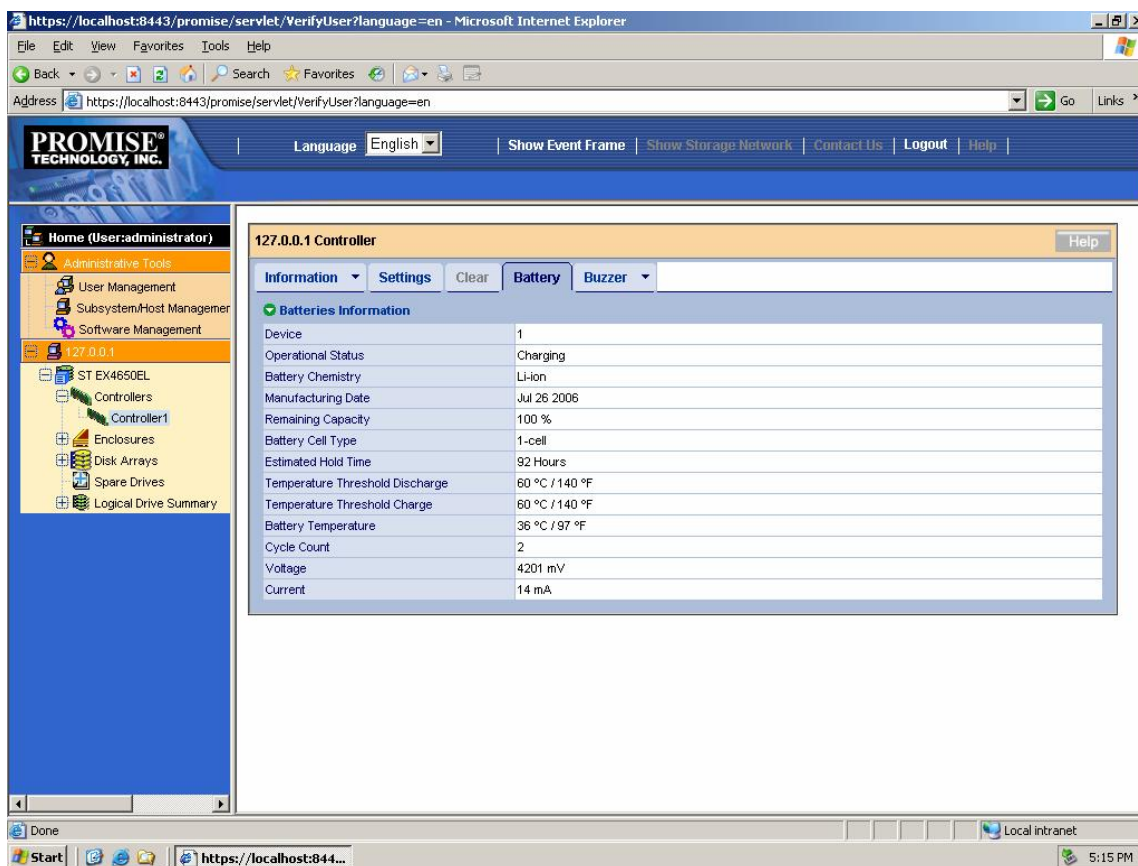 https://localhost:8443/promise/servlet/VerifyUser?language=en - Microsoft Internet Explorer
File Edit View Favorites Tools Help
Back Search Favorites
Address https://localhost:8443/promise/servlet/VerifyUser?language=en Go Links »
PROMISE®
TECHNOLOGY, INC.
| Language English | Show Event Frame | Show Storage Network | Contact Us | Logout | Help |
Home (User:administrator)
Administrative Tools
User Management
Subsystem/Host Managemer
Software Management
127.0.0.1
ST EX4650EL
Controllers
Controller1
Enclosures
Disk Arrays
Spare Drives
Logical Drive Summary
127.0.0.1 Controller Help
Information Settings Clear Battery Buzzer
Batteries Information
Device 1
Operational Status Charging
Battery Chemistry Li-ion
Manufacturing Date Jul 26 2006
Remaining Capacity 100 %
Battery Cell Type 1-cell
Estimated Hold Time 92 Hours
Temperature Threshold Discharge 60 °C / 140 °F
Temperature Threshold Charge 60 °C / 140 °F
Battery Temperature 36 °C / 97 °F
Cycle Count 2
Voltage 4201 mV
Current 14 mA
Done Local intranet
Start https://localhost:844... 5:15 PM